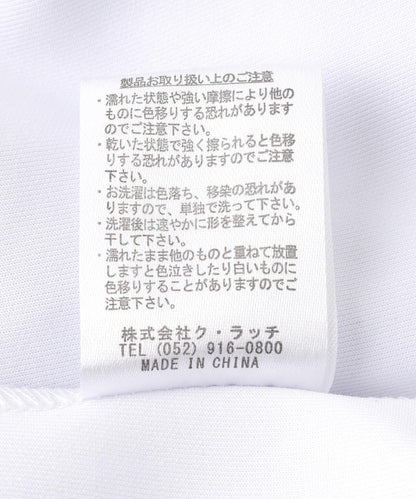 製品お取り扱い上のご注意
・濡れた状態や強い摩擦により他の
ものに色移りする恐れがあります
のでご注意下さい。
・乾いた状態で強く擦られると色移
りする恐れがありますのでご注意
下さい。
・お洗濯は色落ち、移染の恐れがあ
りますので、単独で洗って下さい。
・洗濯後は速やかに形を整えてから
干して下さい。
・濡れたまま他のものと重ねて放置
しますと色泣きしたり白いものに
色移りすることがありますのでご
注意下さい。
株式会社ク・ラッチ
TEL (052) 916-0800
MADE IN CHINA